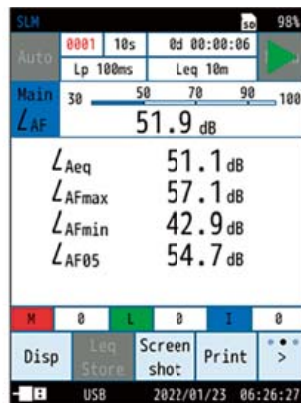 SLM SD 98%
Auto 0001 10s 0d 00:00:06
Lp 100ms Leq 10m
Main 30 50 70 90 100
LAF 51.9 dB
LAeq 51.1 dB
LAFmax 57.1 dB
LAFmin 42.9 dB
LAF05 54.7 dB
M 0 L 0 I 0
Disp Leq Store Screen shot Print >
USB 2022/01/23 06:26:27